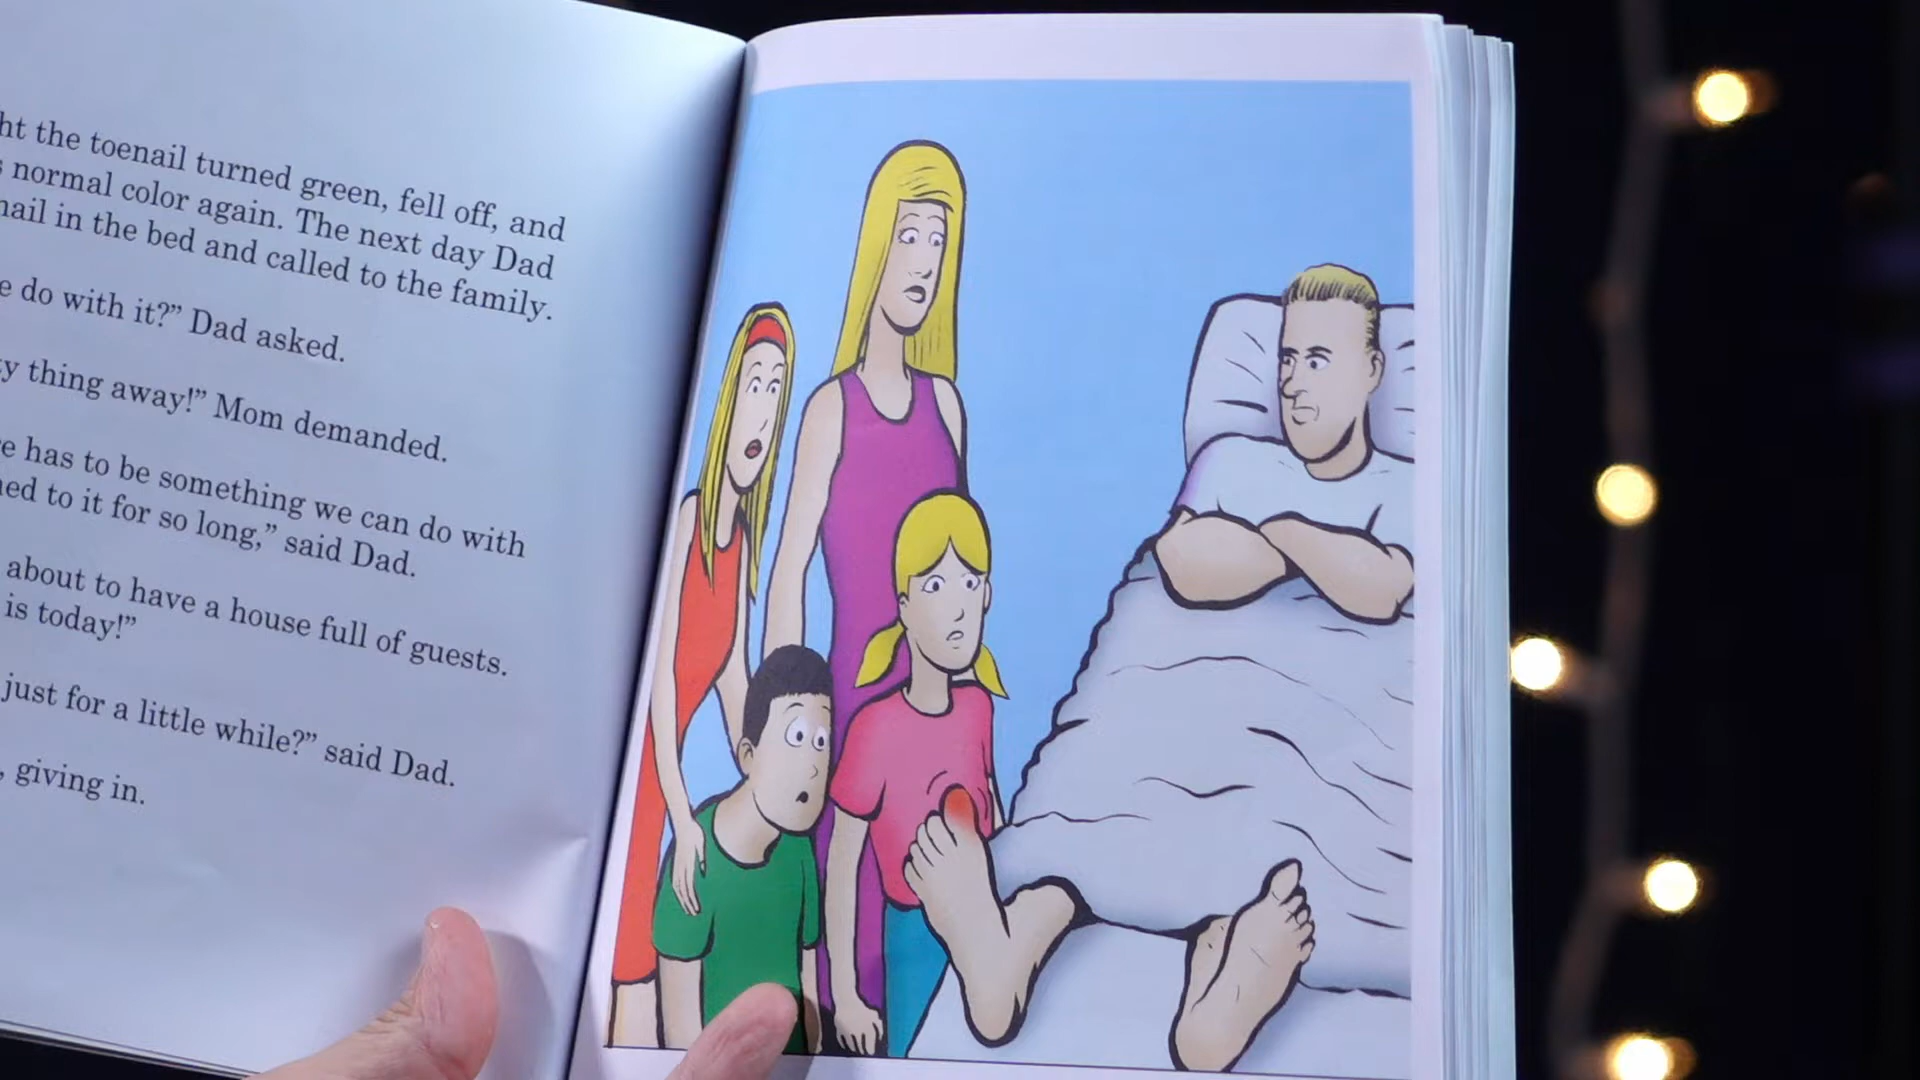 the toenail turned green, fell off, and
normal color again. The next day Dad
in the bed and called to the family.
do with it?” Dad asked.
thing away!” Mom demanded.
has to be something we can do with
to it for so long,” said Dad.
about to have a house full of guests.
is today!”
just for a little while?” said Dad.
, giving in.